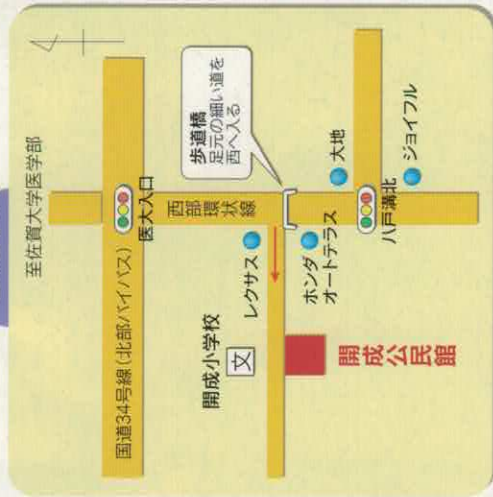 至佐賀大学医学部
国道34号線(北部バイパス)
医大入口
西部環状線
歩道橋
足元の細い道を
西へ入る
レクサス
開成小学校
文
大地
ホンダ
オートテラス
八戸溝北
ジョイフル
開成公民館